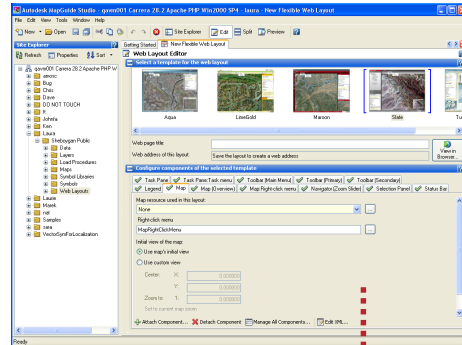 Autodesk MapGuide Studio - qavm001 Carrera 28.2 Apache PHP Win2000 SP4 - laura - New Flexible Web Layout
File Edit View Tools Window Help
New Open Site Explorer Edit Split Preview
Site Explorer
Getting Started New Flexible Web Layout
Refresh Properties Sort
Web Layout Editor
Select a template for the web layout
qavm001 Carrera 28.2 Apache PHP W
Bug
Chris
Dave
DO NOT TOUCH
Johnfa
Ken
Laura
Sheboygan Public
Data
Layers
Load Procedures
Maps
Symbol Libraries
Symbols
Web Layouts
Laurie
Marek
Samples
sara
VectorSymForLocalization
Aqua LimeGold Maroon Slate Tu
Web page title:
Web address of this layout: Save the layout to create a web address
View in
Browser...
Configure components of the selected template
Task Pane Task Pane:Task menu Toolbar (Main Menu) Toolbar (Primary) Toolbar (Secondary)
Legend Map Map (Overview) Map:Right-click menu Navigator (Zoom Slider) Selection Panel Status Bar
Map resource used in this layout:
None
...
Right-click menu
MapRightClickMenu
...
Initial view of the map:
Use map's initial view
Use custom view
Center: X: 0.000000
Y: 0.000000
Zoom to: 1: 0.000000
Set to current map zoom
Attach Component... Detach Component Manage All Components... Edit XML...
Ready